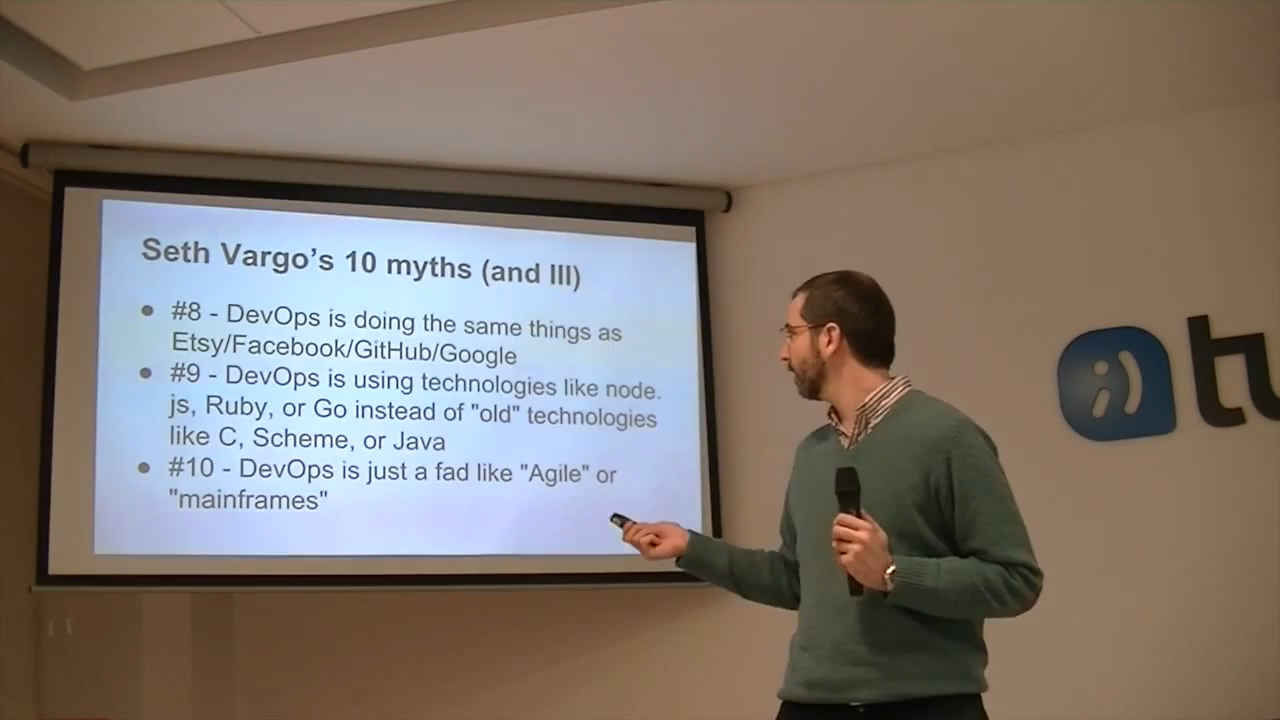 Seth Vargo's 10 myths (and III)
● #8 - DevOps is doing the same things as
Etsy/Facebook/GitHub/Google
● #9 - DevOps is using technologies like node.
js, Ruby, or Go instead of "old" technologies
like C, Scheme, or Java
● #10 - DevOps is just a fad like "Agile" or
"mainframes"
tu